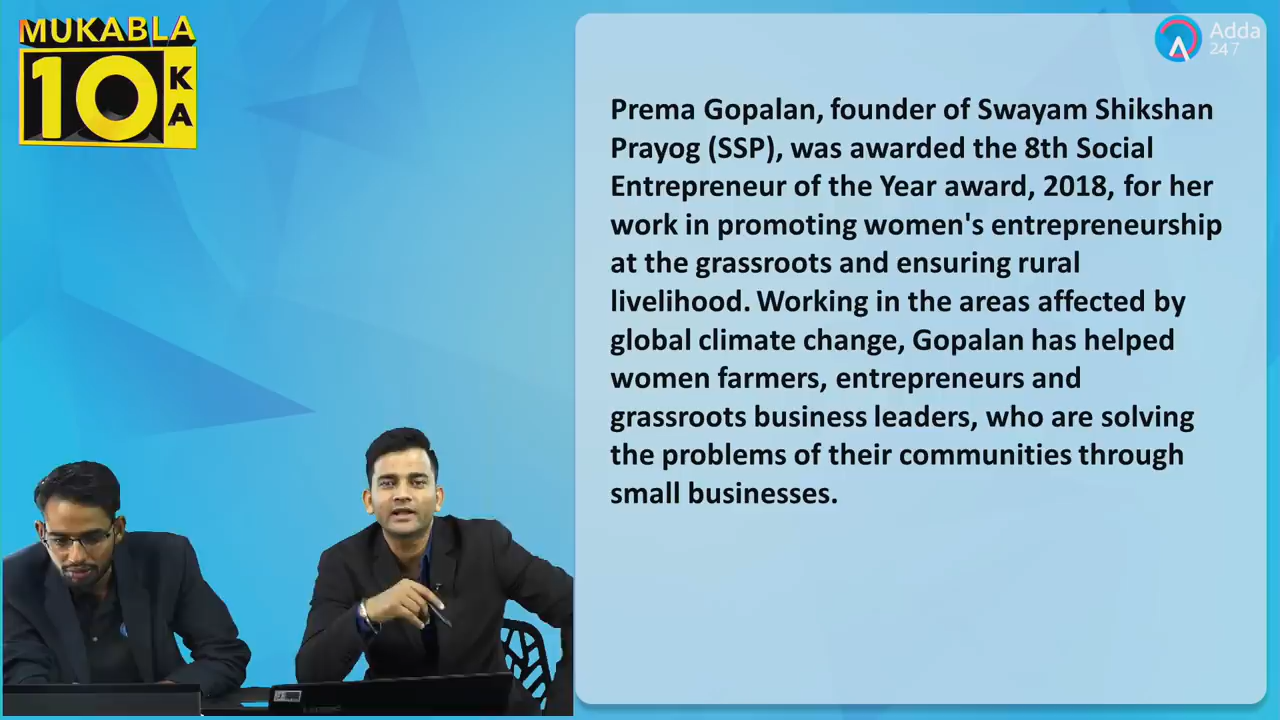 MUKABLA
10 KA
Adda
247
Prema Gopalan, founder of Swayam Shikshan
Prayog (SSP), was awarded the 8th Social
Entrepreneur of the Year award, 2018, for her
work in promoting women's entrepreneurship
at the grassroots and ensuring rural
livelihood. Working in the areas affected by
global climate change, Gopalan has helped
women farmers, entrepreneurs and
grassroots business leaders, who are solving
the problems of their communities through
small businesses.